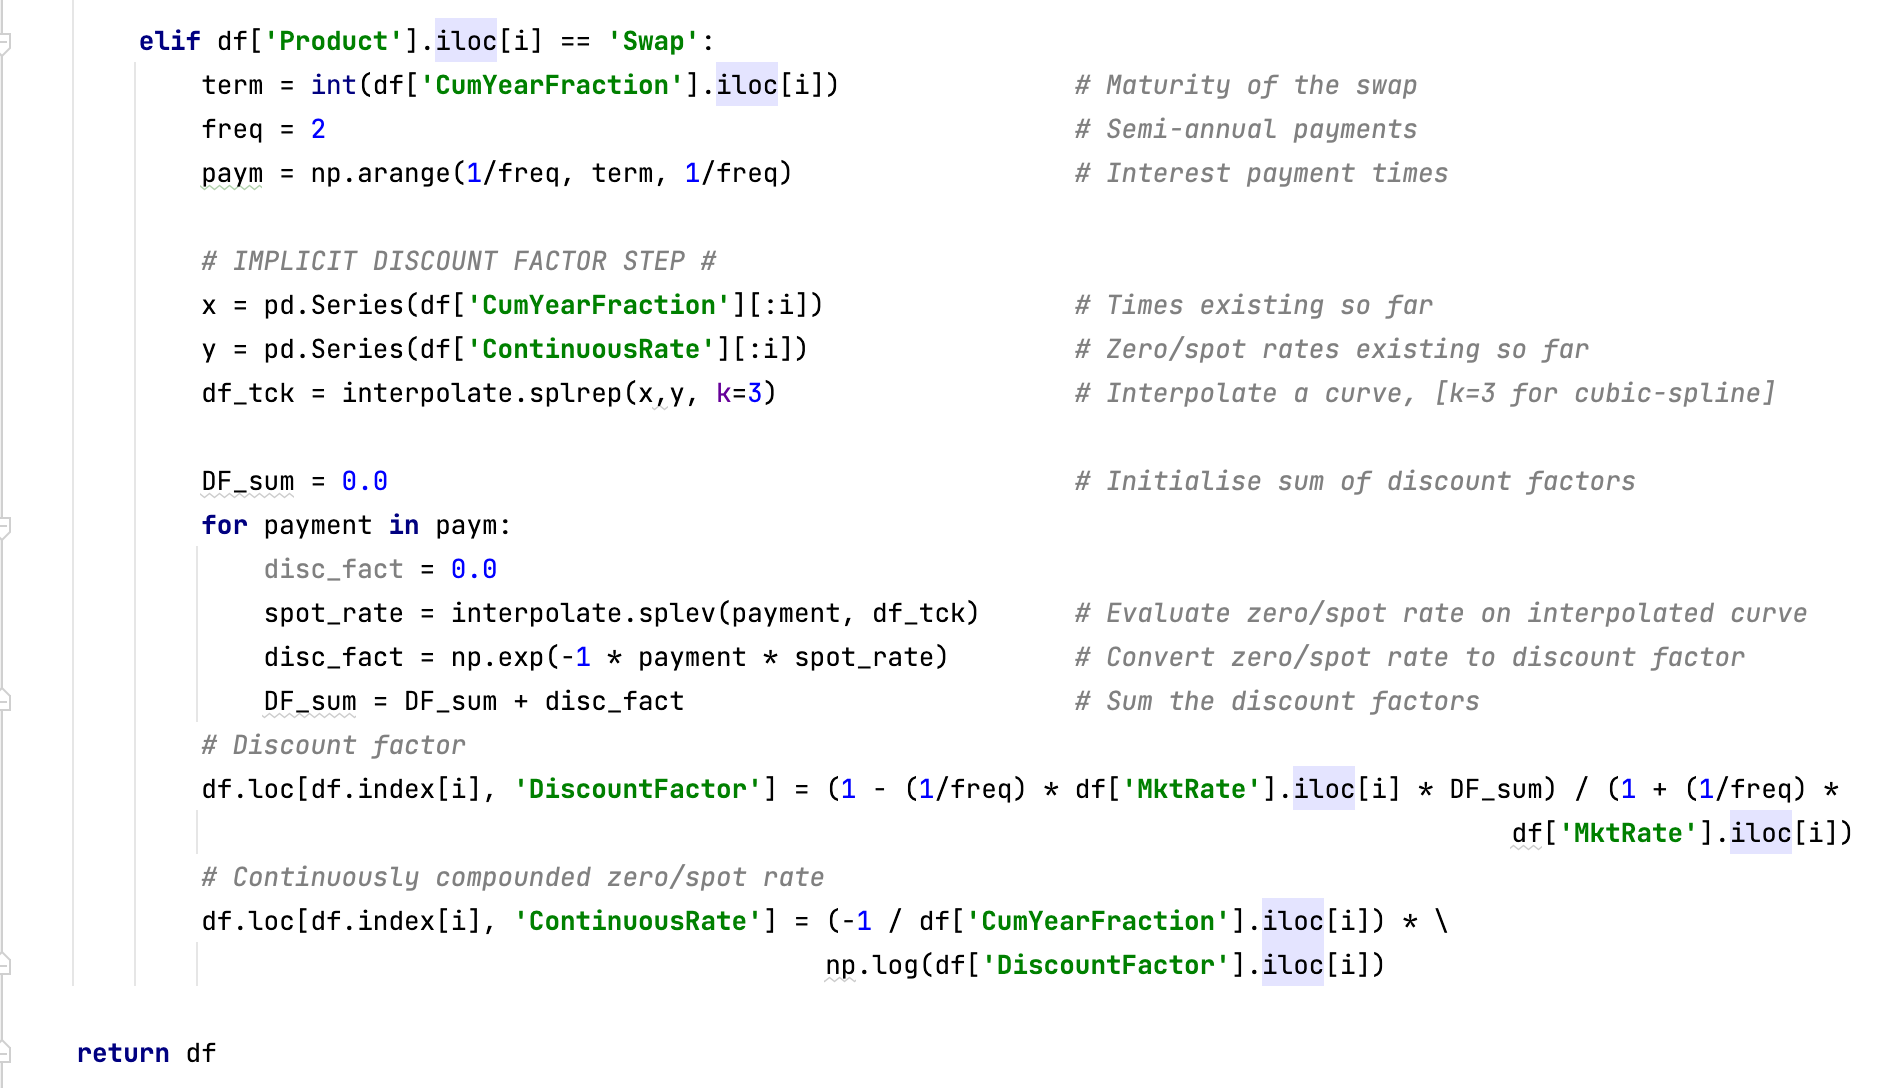 elif df['Product'].iloc[i] == 'Swap':
term = int(df['CumYearFraction'].iloc[i]) # Maturity of the swap
freq = 2 # Semi-annual payments
paym = np.arange(1/freq, term, 1/freq) # Interest payment times
# IMPLICIT DISCOUNT FACTOR STEP #
x = pd.Series(df['CumYearFraction'][:i]) # Times existing so far
y = pd.Series(df['ContinuousRate'][:i]) # Zero/spot rates existing so far
df_tck = interpolate.splrep(x,y, k=3) # Interpolate a curve, [k=3 for cubic-spline]
DF_sum = 0.0 # Initialise sum of discount factors
for payment in paym:
disc_fact = 0.0
spot_rate = interpolate.splev(payment, df_tck) # Evaluate zero/spot rate on interpolated curve
disc_fact = np.exp(-1 * payment * spot_rate) # Convert zero/spot rate to discount factor
DF_sum = DF_sum + disc_fact # Sum the discount factors
# Discount factor
df.loc[df.index[i], 'DiscountFactor'] = (1 - (1/freq) * df['MktRate'].iloc[i] * DF_sum) / (1 + (1/freq) *
df['MktRate'].iloc[i])
# Continuously compounded zero/spot rate
df.loc[df.index[i], 'ContinuousRate'] = (-1 / df['CumYearFraction'].iloc[i]) * \
np.log(df['DiscountFactor'].iloc[i])
return df